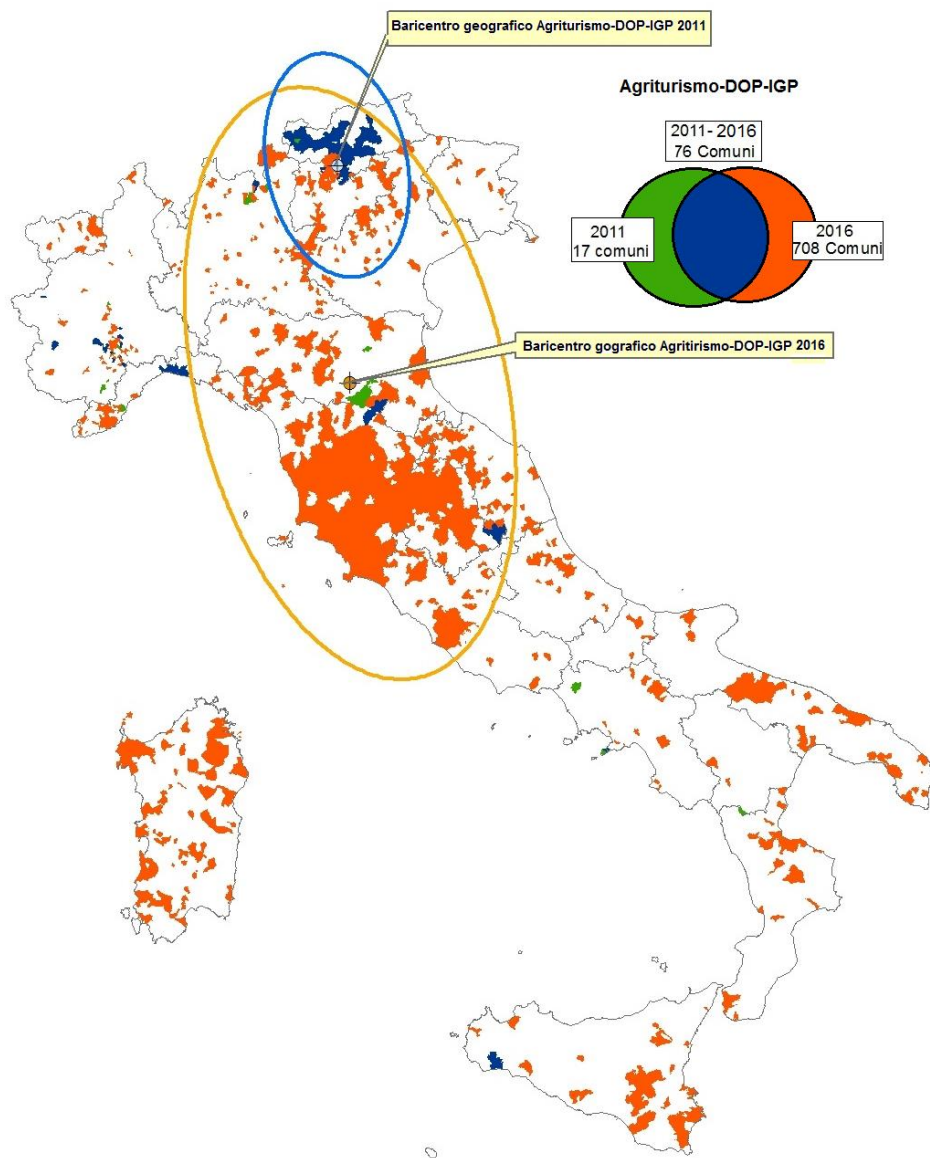 Baricentro geografico Agriturismo-DOP-IGP 2011
Agriturismo-DOP-IGP
2011- 2016
76 Comuni
2011
17 comuni
2016
708 Comuni
Baricentro gografico Agritirismo-DOP-IGP 2016